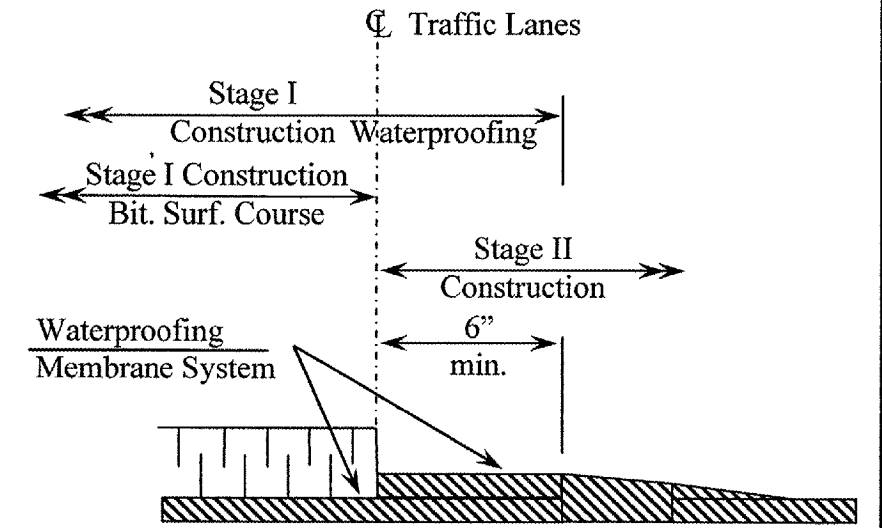 ℄ Traffic Lanes
Stage I
Construction Waterproofing
Stage I Construction
Bit. Surf. Course
Stage II
Construction
6”
min.
Waterproofing
Membrane System